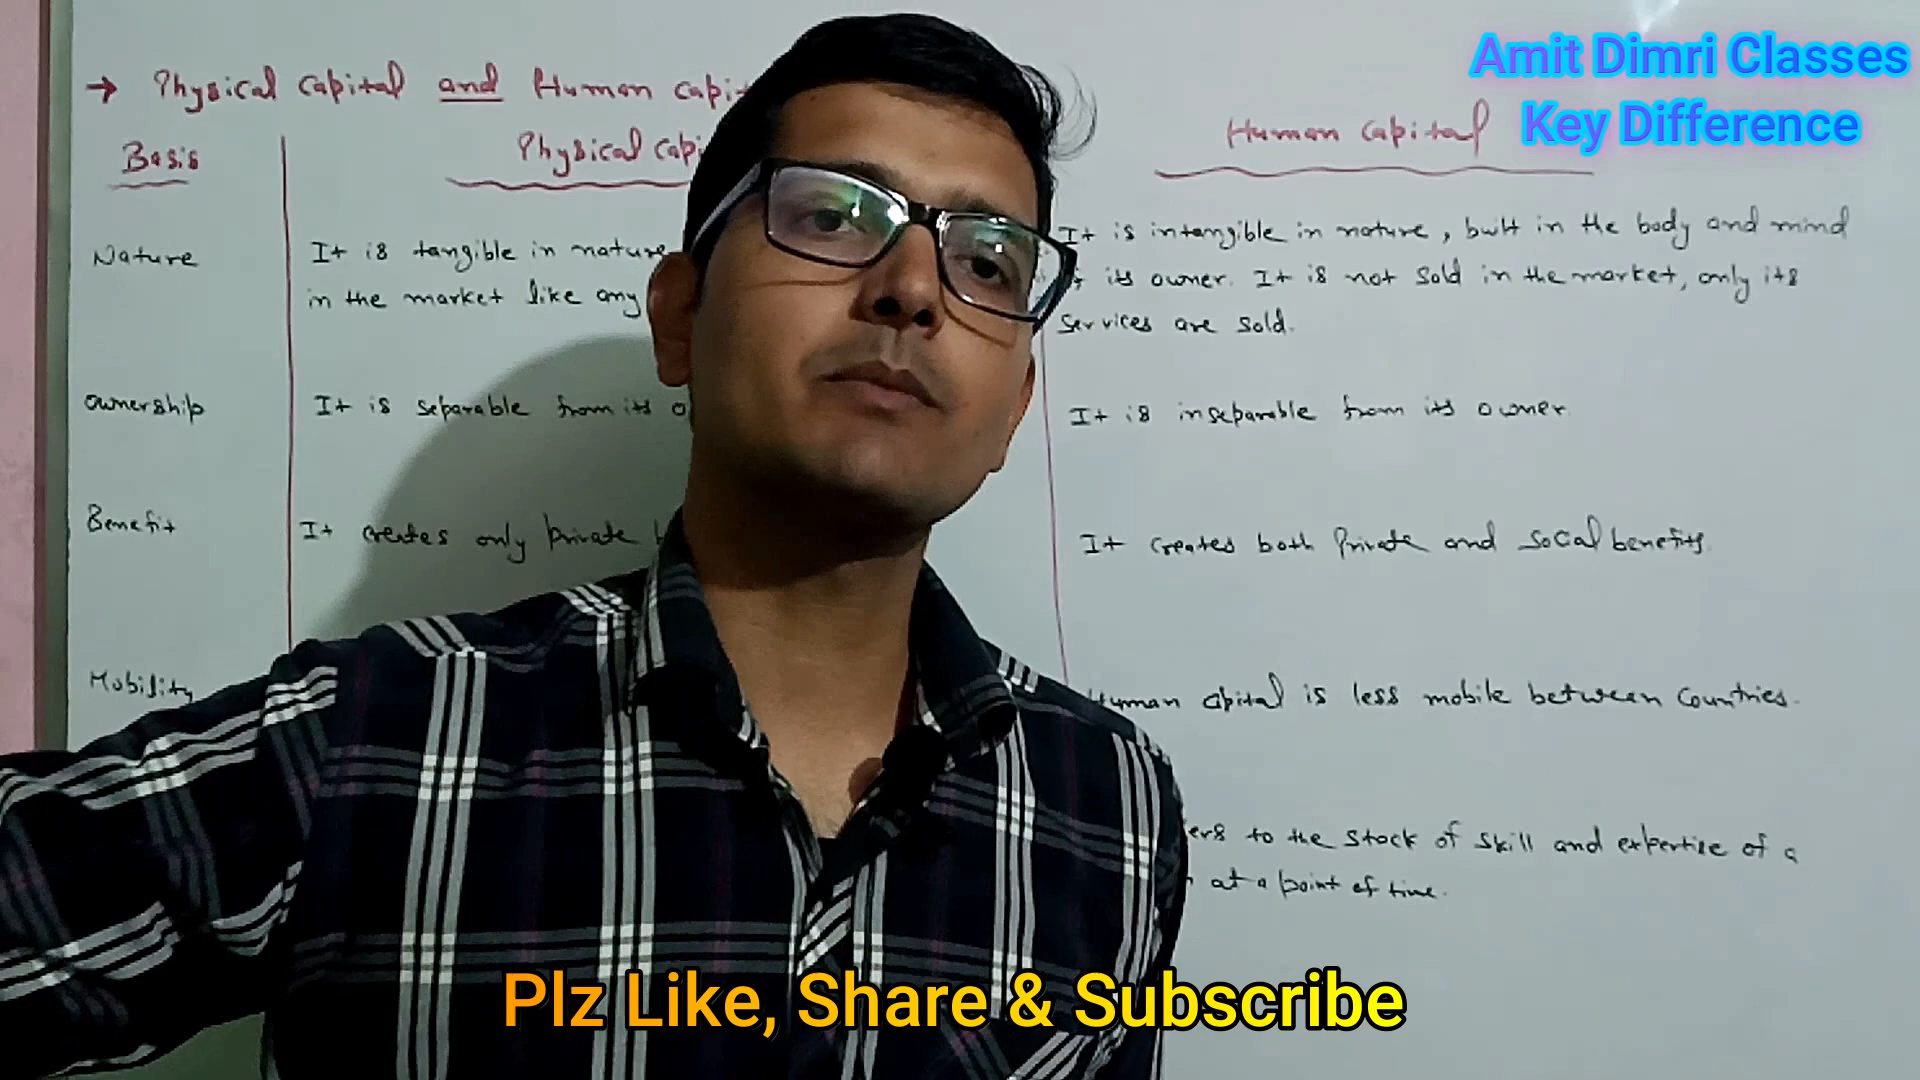 Amit Dimri Classes
Key Difference
→ Physical Capital and Human
Basis
Physical
Human Capital
Nature
It is tangible in nature
in the market like any
It is intangible in nature, built in the body and mind
its owner. It is not sold in the market, only its
services are sold.
Ownership
It is separable from its
It is inseparable from its owner.
Benefit
It creates only Private
It creates both Private and social benefits.
Mobility
Human Capital is less mobile between Countries.
to the stock of skill and expertise of a
at a point of time.
Plz Like, Share & Subscribe